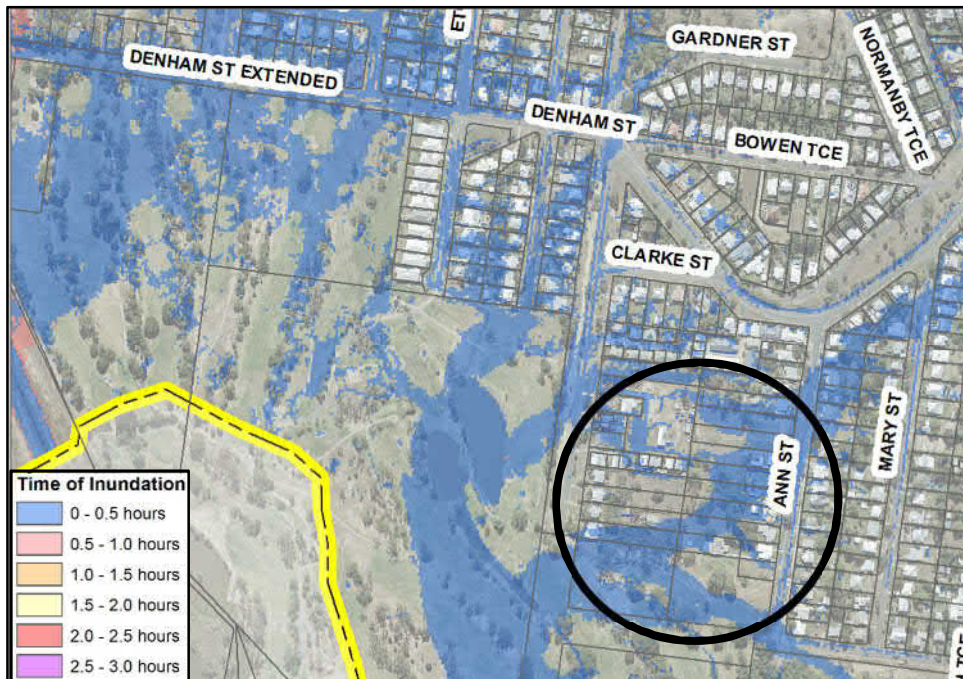 ET
GARDNER ST
NORMANBY TCE
DENHAM ST EXTENDED
DENHAM ST
BOWEN TCE
CLARKE ST
ANN ST
MARY ST
Time of Inundation
0 - 0.5 hours
0.5 - 1.0 hours
1.0 - 1.5 hours
1.5 - 2.0 hours
2.0 - 2.5 hours
2.5 - 3.0 hours